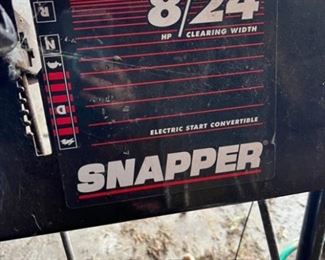 8/24
HP CLEARING WIDTH
R
N
D
ELECTRIC START CONVERTIBLE
SNAPPER